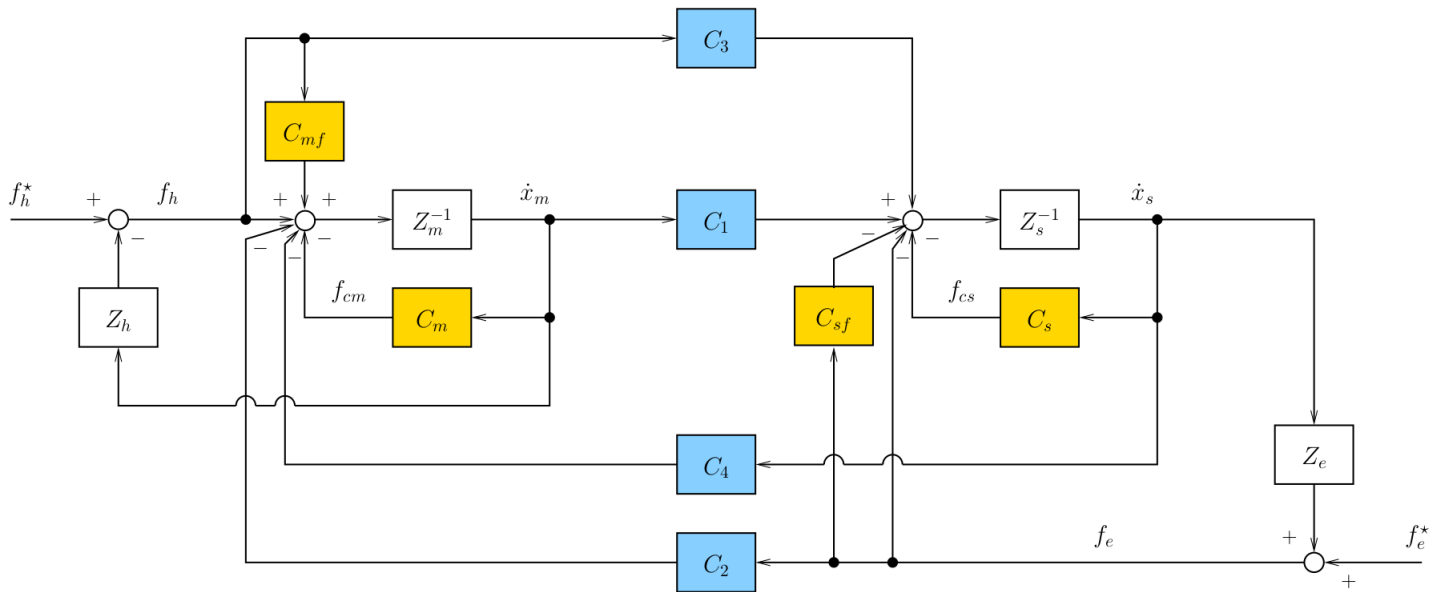 C_3
C_{mf}
f_h^⋆ + f_h + + ẋ_m + ẋ_s
Z_m^{-1} C_1 Z_s^{-1}
− − − − − − −
f_{cm} f_{cs}
Z_h C_m C_{sf} C_s
C_4 Z_e
C_2 f_e + f_e^⋆
+